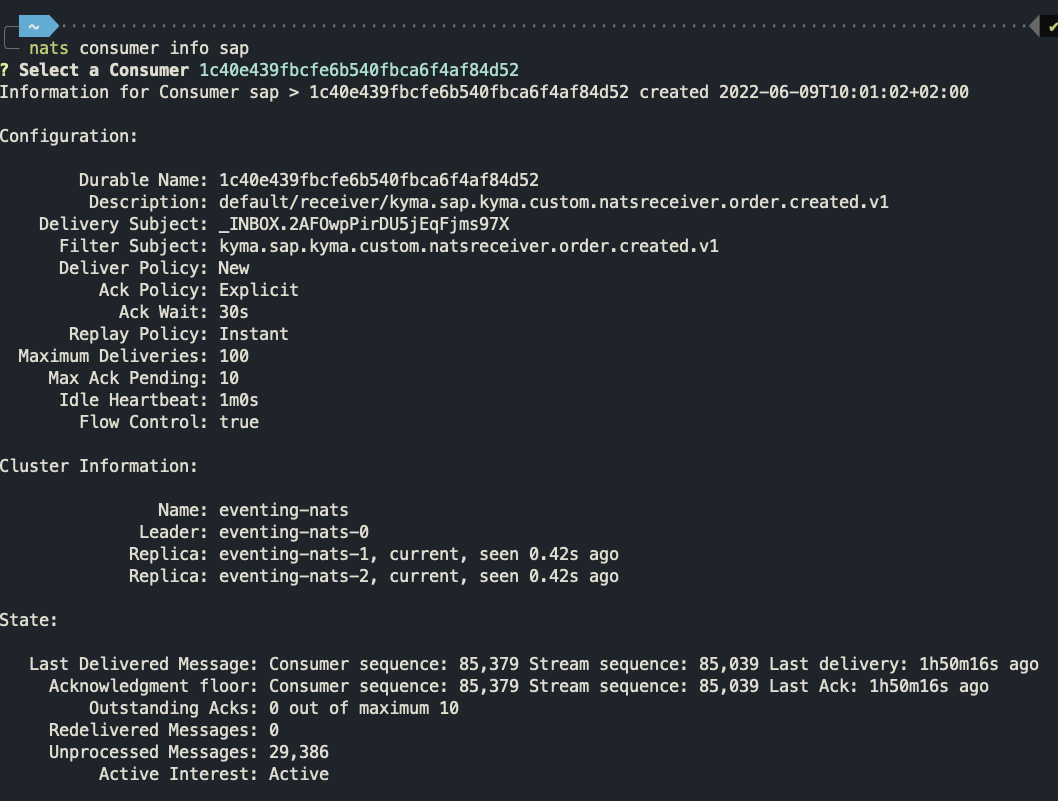 ~
nats consumer info sap
? Select a Consumer 1c40e439fbcfe6b540fbca6f4af84d52
Information for Consumer sap > 1c40e439fbcfe6b540fbca6f4af84d52 created 2022-06-09T10:01:02+02:00
Configuration:
Durable Name: 1c40e439fbcfe6b540fbca6f4af84d52
Description: default/receiver/kyma.sap.kyma.custom.natsreceiver.order.created.v1
Delivery Subject: _INBOX.2AFOwpPirDU5jEqFjms97X
Filter Subject: kyma.sap.kyma.custom.natsreceiver.order.created.v1
Deliver Policy: New
Ack Policy: Explicit
Ack Wait: 30s
Replay Policy: Instant
Maximum Deliveries: 100
Max Ack Pending: 10
Idle Heartbeat: 1m0s
Flow Control: true
Cluster Information:
Name: eventing-nats
Leader: eventing-nats-0
Replica: eventing-nats-1, current, seen 0.42s ago
Replica: eventing-nats-2, current, seen 0.42s ago
State:
Last Delivered Message: Consumer sequence: 85,379 Stream sequence: 85,039 Last delivery: 1h50m16s ago
Acknowledgment floor: Consumer sequence: 85,379 Stream sequence: 85,039 Last Ack: 1h50m16s ago
Outstanding Acks: 0 out of maximum 10
Redelivered Messages: 0
Unprocessed Messages: 29,386
Active Interest: Active